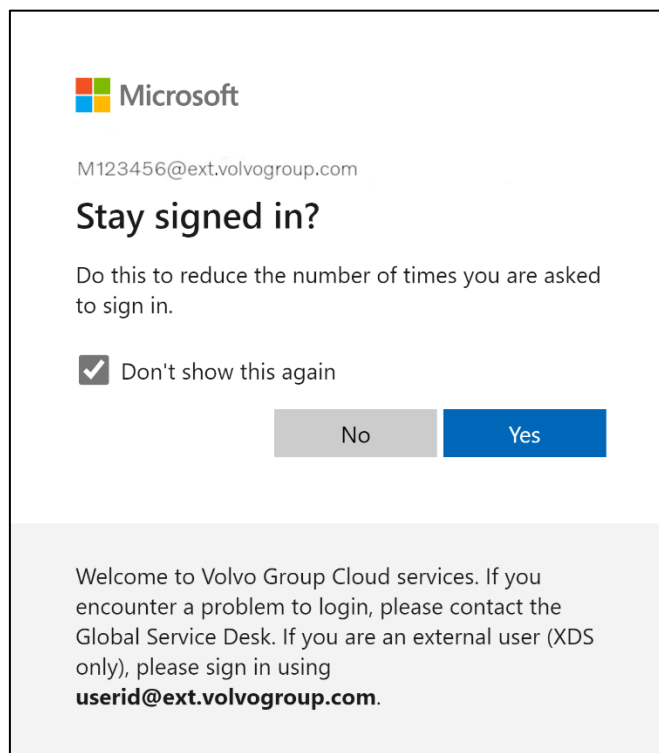 Microsoft
M123456@ext.volvogroup.com
Stay signed in?
Do this to reduce the number of times you are asked
to sign in.
Don't show this again
No
Yes
Welcome to Volvo Group Cloud services. If you
encounter a problem to login, please contact the
Global Service Desk. If you are an external user (XDS
only), please sign in using
userid@ext.volvogroup.com.